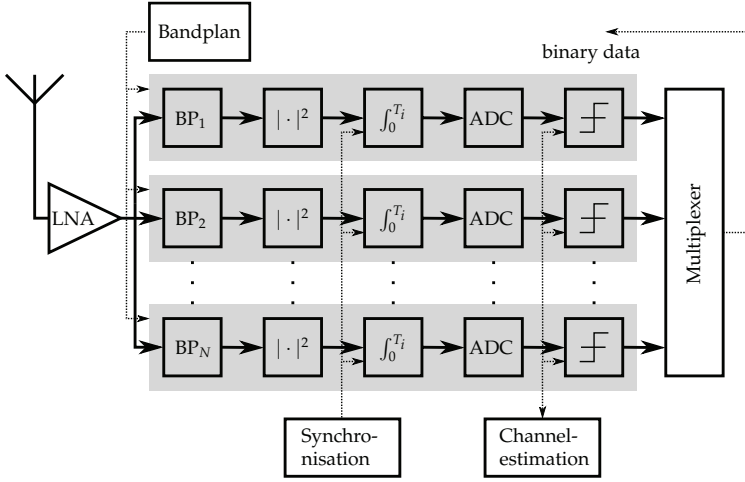 Bandplan
binary data
BP₁ | · |² ∫₀ᵀⁱ ADC
LNA
BP₂ | · |² ∫₀ᵀⁱ ADC
Multiplexer
BP_N | · |² ∫₀ᵀⁱ ADC
Synchro-
nisation
Channel-
estimation